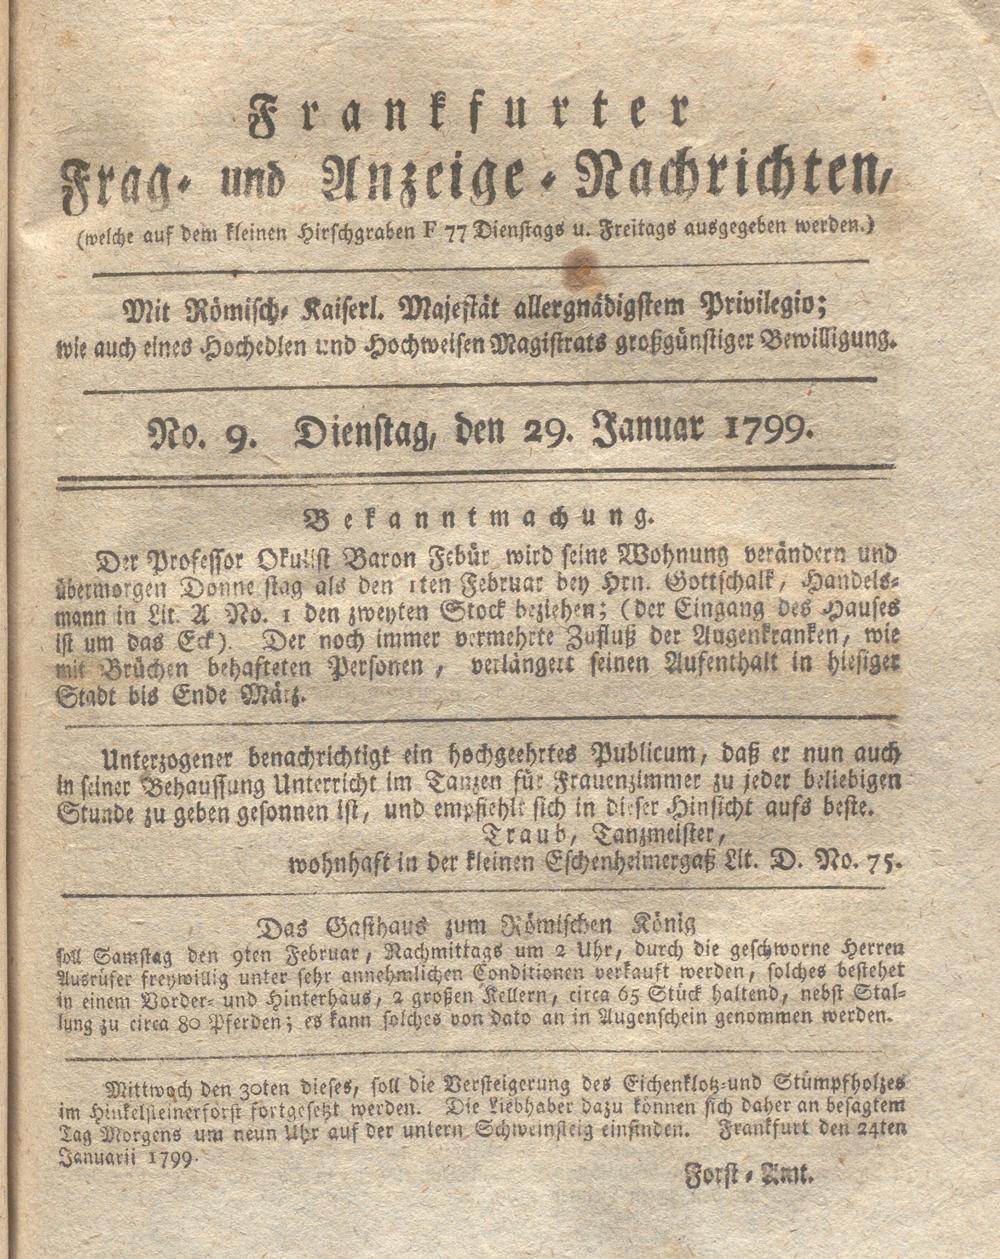 Frankfurter
Frag- und Anzeige-Nachrichten,
(welche auf dem kleinen Hirschgraben F 77 Dienstags u. Freitags ausgegeben werden.)
Mit Römisch-Kaiserl. Majestät allergnädigstem Privilegio;
wie auch eines Hochedlen und Hochweisen Magistrats großgünstiger Bewilligung.
No. 9. Dienstag, den 29. Januar 1799.
Bekanntmachung.
Der Professor Okulist Baron Febür wird seine Wohnung verändern und
übermorgen Donnerstag als den 1ten Februar bey Hrn. Gottschalk, Handels-
mann in Lit. A No. 1 den zweyten Stock beziehen; (der Eingang des Hauses
ist um das Eck). Der noch immer vermehrte Zufluß der Augenkranken, wie
mit Brüchen behafteten Personen, verlängert seinen Aufenthalt in hiesiger
Stadt bis Ende März.
Unterzogener benachrichtigt ein hochgeehrtes Publicum, daß er nun auch
in seiner Behaussung Unterricht im Tanzen für Frauenzimmer zu jeder beliebigen
Stunde zu geben gesonnen ist, und empfiehlt sich in dieser Hinsicht aufs beste.
Traub, Tanzmeister,
wohnhaft in der kleinen Eschenheimergaß Lit. D. No. 75.
Das Gasthaus zum Römischen König
soll Samstag den 9ten Februar, Nachmittags um 2 Uhr, durch die geschworne Herren
Ausrüfer freywillig unter sehr annehmlichen Conditionen verkauft werden, solches bestehet
in einem Vorder- und Hinterhaus, 2 großen Kellern, circa 65 Stück haltend, nebst Stal-
lung zu circa 80 Pferden; es kann solches von dato an in Augenschein genommen werden.
Mittwoch den 30ten dieses, soll die Versteigerung des Eichenklotz-und Stümpfholzes
im Hinkelsteinerforst fortgesetzt werden. Die Liebhaber dazu können sich daher an besagtem
Tag Morgens um neun Uhr auf der untern Schweinsteig einfinden. Frankfurt den 24ten
Januarii 1799.
Forst-Amt.